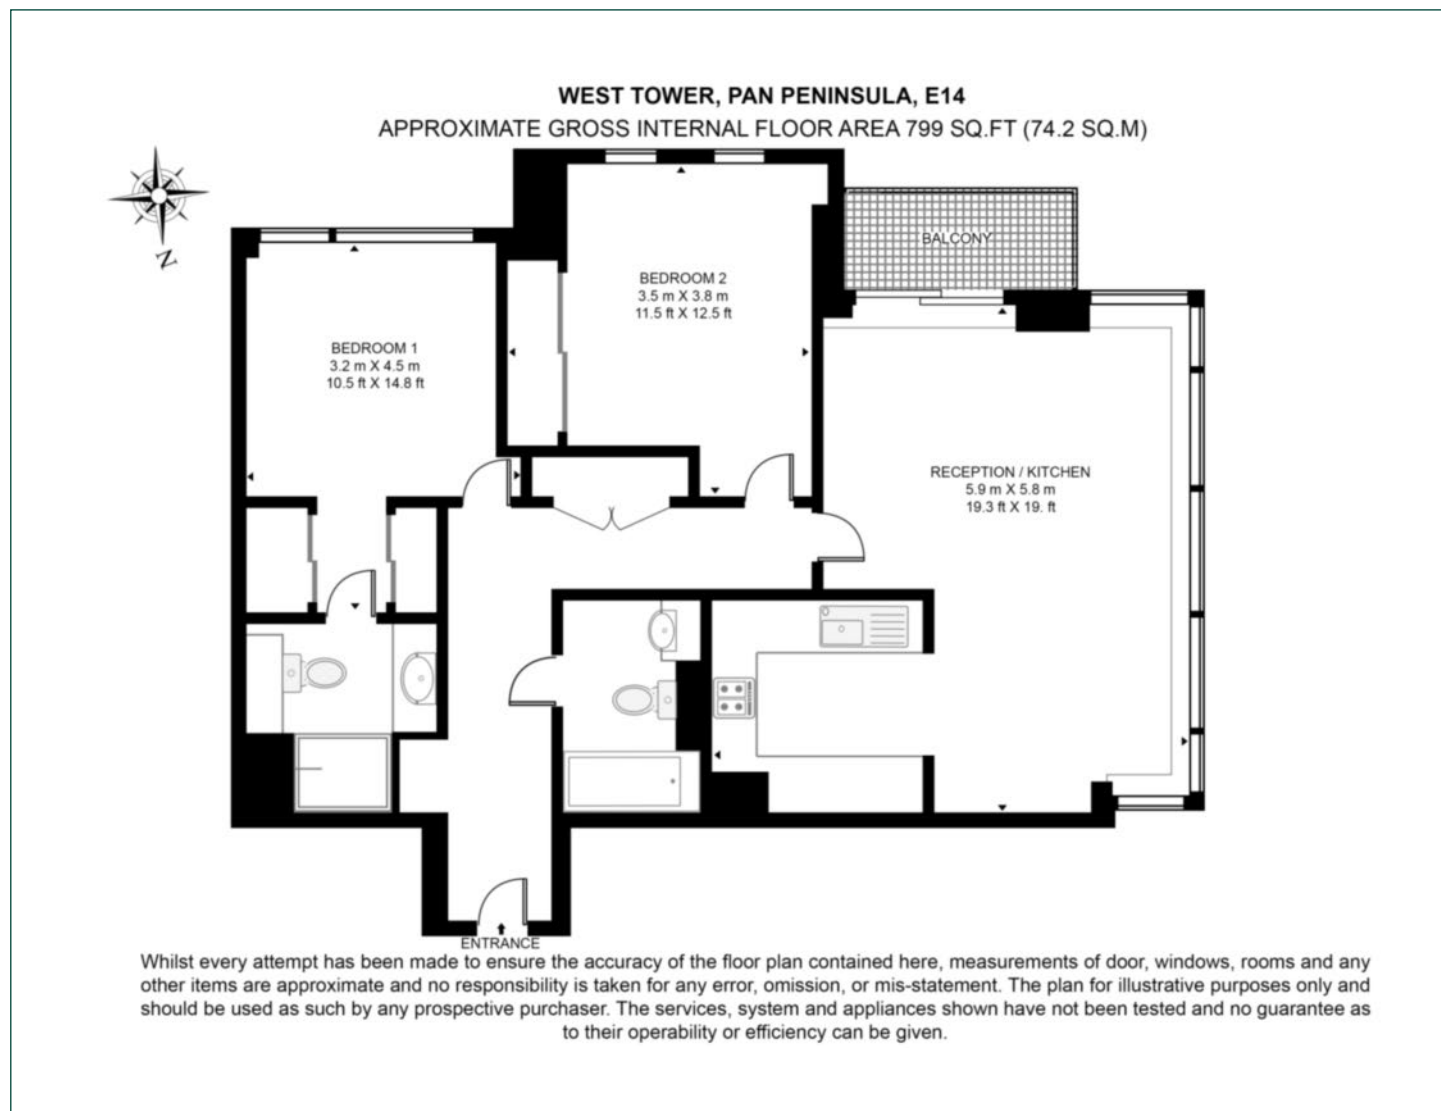 WEST TOWER, PAN PENINSULA, E14
APPROXIMATE GROSS INTERNAL FLOOR AREA 799 SQ.FT (74.2 SQ.M)
N
BALCONY
BEDROOM 2
3.5 m X 3.8 m
11.5 ft X 12.5 ft
BEDROOM 1
3.2 m X 4.5 m
10.5 ft X 14.8 ft
RECEPTION / KITCHEN
5.9 m X 5.8 m
19.3 ft X 19. ft
ENTRANCE
Whilst every attempt has been made to ensure the accuracy of the floor plan contained here, measurements of door, windows, rooms and any
other items are approximate and no responsibility is taken for any error, omission, or mis-statement. The plan for illustrative purposes only and
should be used as such by any prospective purchaser. The services, system and appliances shown have not been tested and no guarantee as
to their operability or efficiency can be given.